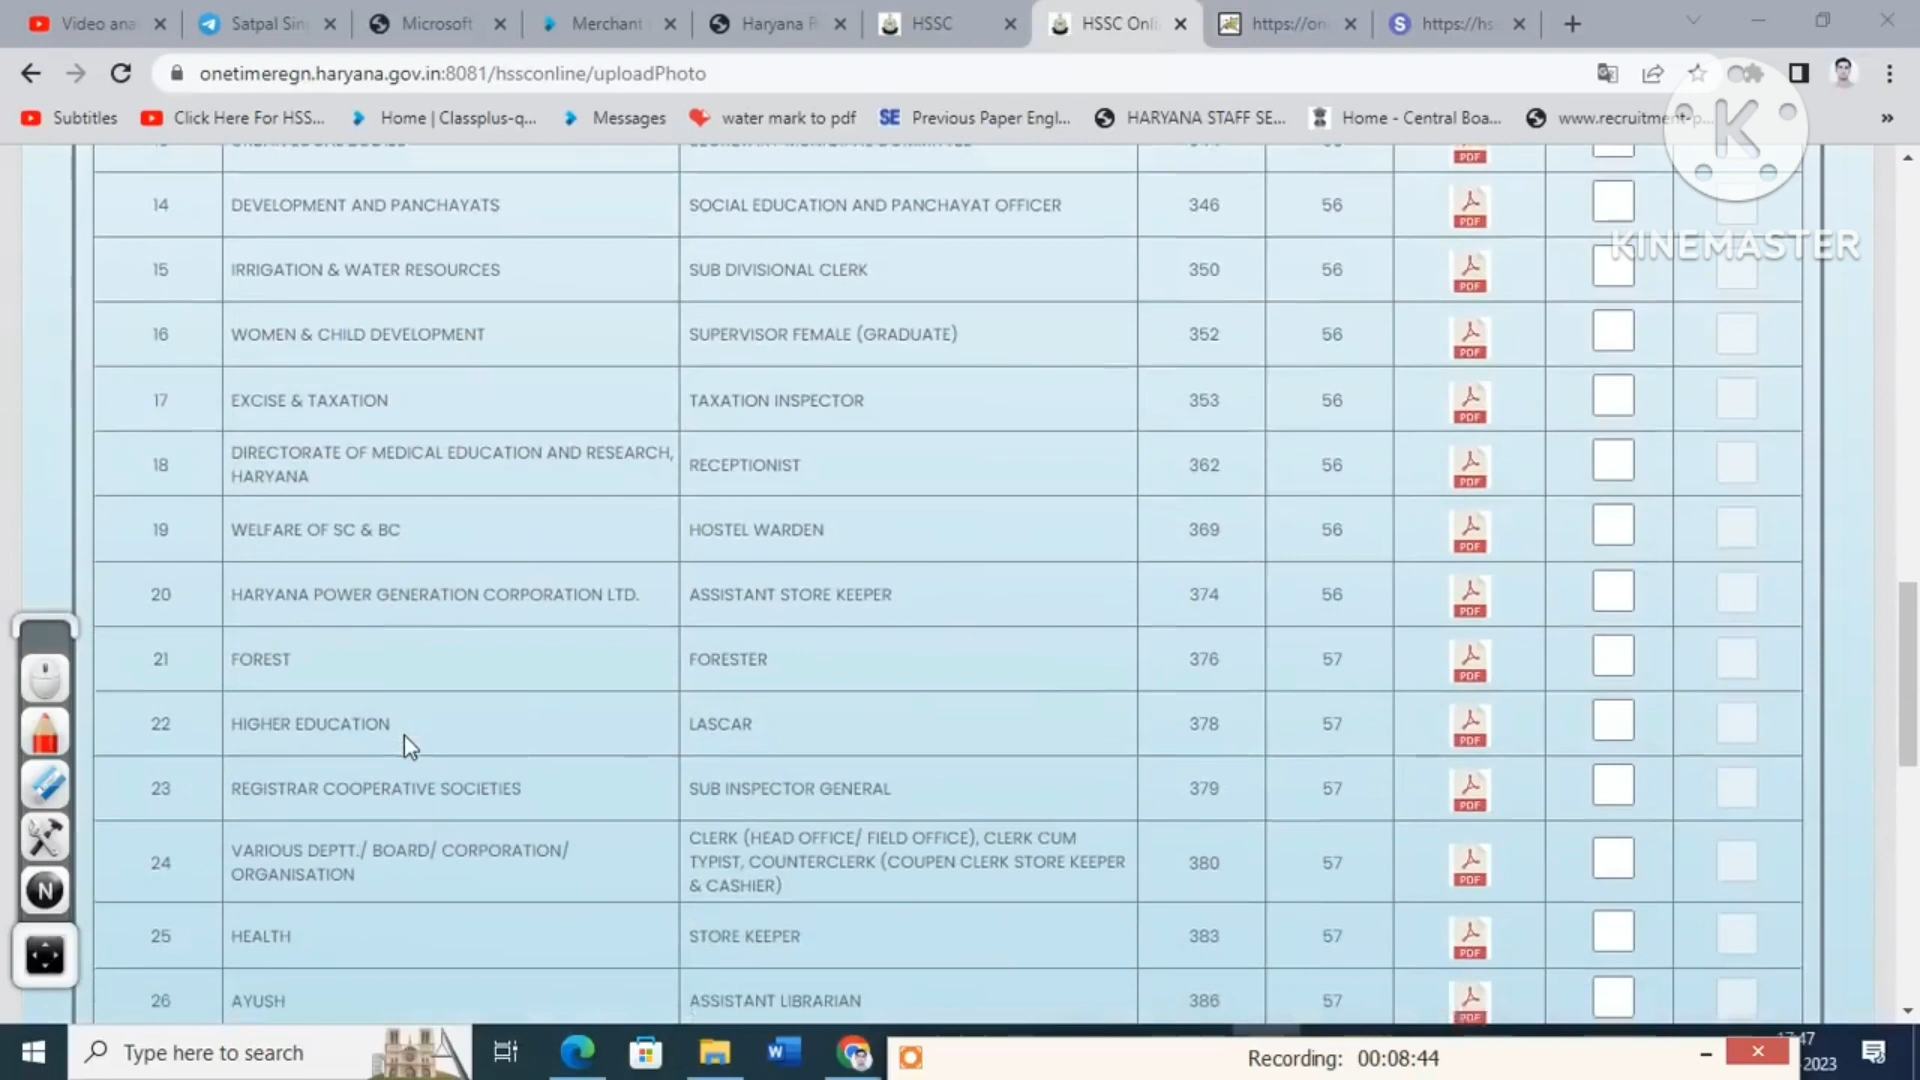 Video ana
Satpal Sin
Microsoft
Merchant
Haryana R
HSSC
HSSC Onli
https://on
https://hs
onetimeregn.haryana.gov.in:8081/hssconline/uploadPhoto
Subtitles
Click Here For HSS...
Home | Classplus-q...
Messages
water mark to pdf
SE Previous Paper Engl...
HARYANA STAFF SE...
Home - Central Boa...
www.recruitment-p...
K
KINEMASTER
14 DEVELOPMENT AND PANCHAYATS SOCIAL EDUCATION AND PANCHAYAT OFFICER 346 56 PDF
15 IRRIGATION & WATER RESOURCES SUB DIVISIONAL CLERK 350 56 PDF
16 WOMEN & CHILD DEVELOPMENT SUPERVISOR FEMALE (GRADUATE) 352 56 PDF
17 EXCISE & TAXATION TAXATION INSPECTOR 353 56 PDF
18 DIRECTORATE OF MEDICAL EDUCATION AND RESEARCH,
HARYANA RECEPTIONIST 362 56 PDF
19 WELFARE OF SC & BC HOSTEL WARDEN 369 56 PDF
20 HARYANA POWER GENERATION CORPORATION LTD. ASSISTANT STORE KEEPER 374 56 PDF
21 FOREST FORESTER 376 57 PDF
22 HIGHER EDUCATION LASCAR 378 57 PDF
23 REGISTRAR COOPERATIVE SOCIETIES SUB INSPECTOR GENERAL 379 57 PDF
24 VARIOUS DEPTT./ BOARD/ CORPORATION/
ORGANISATION
CLERK (HEAD OFFICE/ FIELD OFFICE), CLERK CUM
TYPIST, COUNTERCLERK (COUPEN CLERK STORE KEEPER
& CASHIER)
380 57 PDF
25 HEALTH STORE KEEPER 383 57 PDF
26 AYUSH ASSISTANT LIBRARIAN 386 57 PDF
N
Type here to search
Recording: 00:08:44